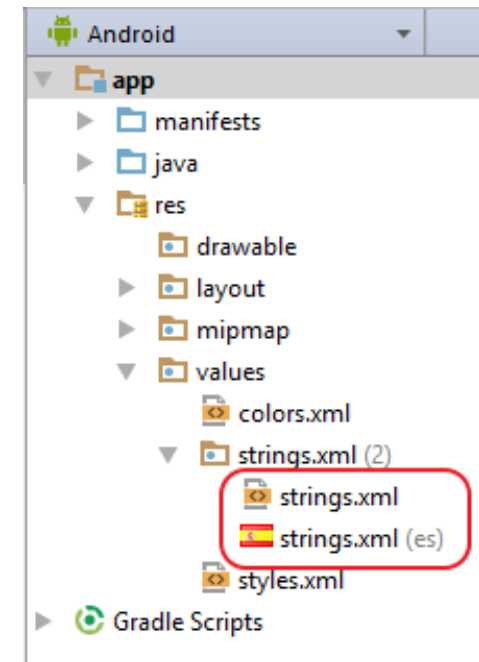 Android
app
manifests
java
res
drawable
layout
mipmap
values
colors.xml
strings.xml (2)
strings.xml
strings.xml (es)
styles.xml
Gradle Scripts